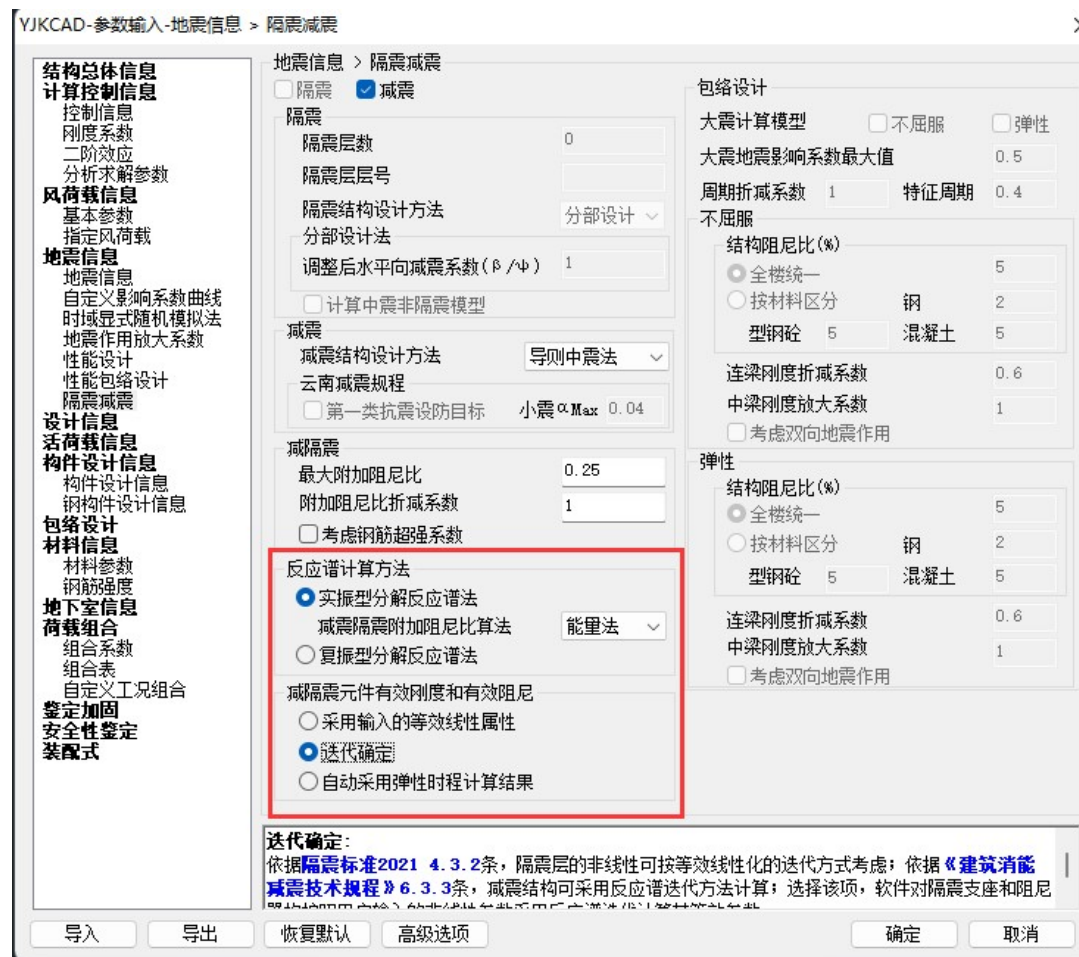 YJKCAD-参数输入-地震信息 > 隔震减震
结构总体信息
计算控制信息
控制信息
刚度系数
二阶效应
分析求解参数
风荷载信息
基本参数
指定风荷载
地震信息
地震信息
自定义影响系数曲线
时域显式随机模拟法
地震作用放大系数
性能设计
性能包络设计
隔震减震
设计信息
活荷载信息
构件设计信息
构件设计信息
钢构件设计信息
包络设计
材料信息
材料参数
钢筋强度
地下室信息
荷载组合
组合系数
组合表
自定义工况组合
鉴定加固
安全性鉴定
装配式
地震信息 > 隔震减震
隔震 减震
隔震
隔震层数 0
隔震层层号
隔震结构设计方法 分部设计
分部设计法
调整后水平向减震系数(β/ψ) 1
计算中震非隔震模型
减震
减震结构设计方法 导则中震法
云南减震规程
第一类抗震设防目标 小震αMax 0.04
减隔震
最大附加阻尼比 0.25
附加阻尼比折减系数 1
考虑钢筋超强系数
反应谱计算方法
实振型分解反应谱法
减震隔震附加阻尼比算法 能量法
复振型分解反应谱法
减隔震元件有效刚度和有效阻尼
采用输入的等效线性属性
迭代确定
自动采用弹性时程计算结果
包络设计
大震计算模型 不屈服 弹性
大震地震影响系数最大值 0.5
周期折减系数 1 特征周期 0.4
不屈服
结构阻尼比(%)
全楼统一 5
按材料区分 钢 2
型钢砼 5 混凝土 5
连梁刚度折减系数 0.6
中梁刚度放大系数 1
考虑双向地震作用
弹性
结构阻尼比(%)
全楼统一 5
按材料区分 钢 2
型钢砼 5 混凝土 5
连梁刚度折减系数 0.6
中梁刚度放大系数 1
考虑双向地震作用
迭代确定:
依据隔震标准2021 4.3.2条，隔震层的非线性可按等效线性化的迭代方式考虑；依据《建筑消能
减震技术规程》6.3.3条，减震结构可采用反应谱迭代方法计算；选择该项，软件对隔震支座和阻尼
导入 导出 恢复默认 高级选项 确定 取消